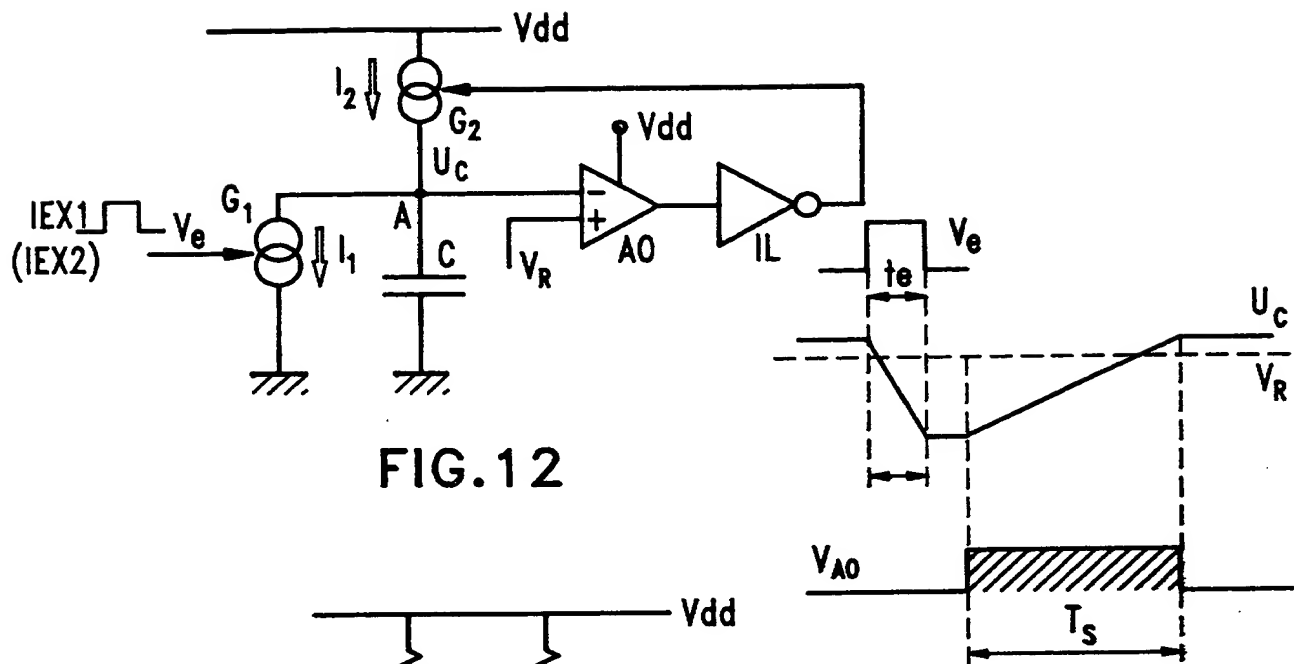 Vdd
I2
G2
Vdd
UC
IEX1
(IEX2)
Ve
G1
I1
A
C
VR
AO
IL
Ve
te
UC
VR
FIG.12
VAO
TS
Vdd